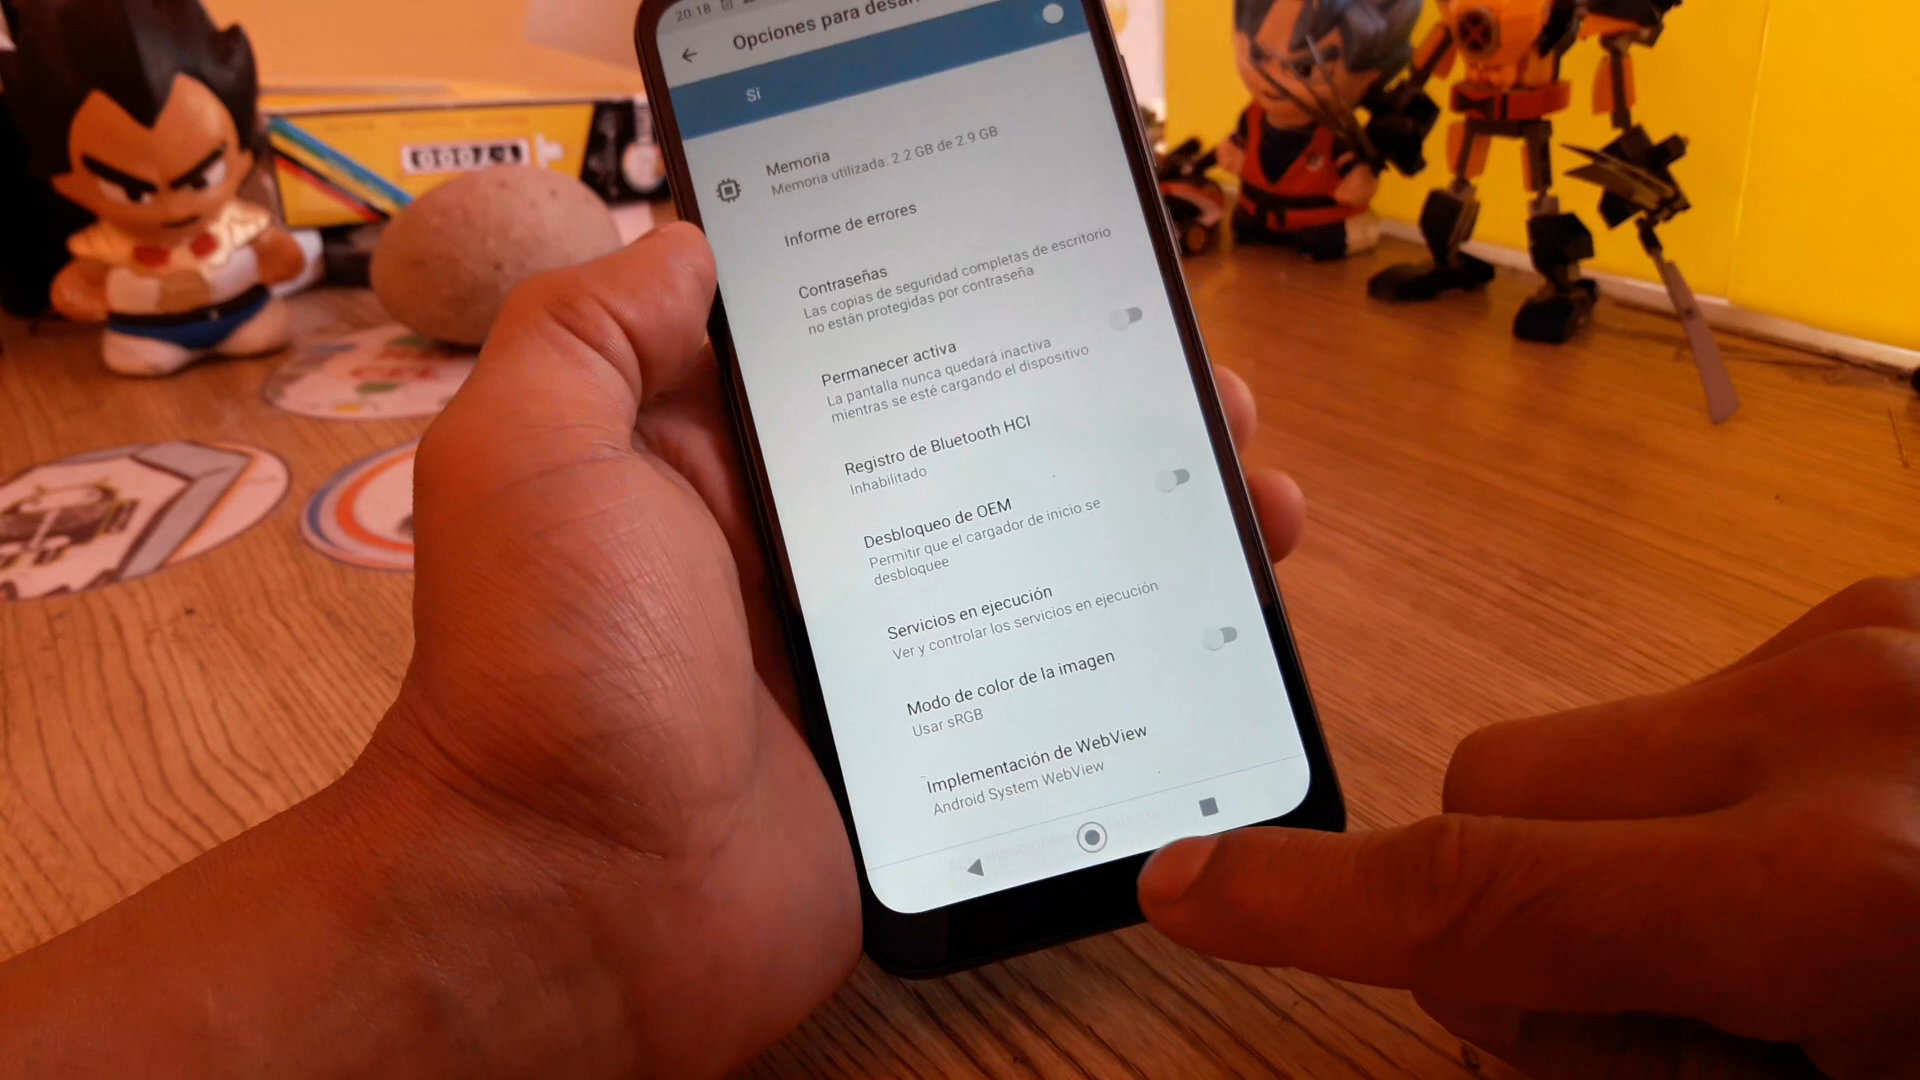 20:18
Opciones para desar
Sí
Memoria
Memoria utilizada: 2.2 GB de 2.9 GB
Informe de errores
Contraseñas
Las copias de seguridad completas de escritorio
no están protegidas por contraseña
Permanecer activa
La pantalla nunca quedará inactiva
mientras se esté cargando el dispositivo
Registro de Bluetooth HCI
Inhabilitado
Desbloqueo de OEM
Permitir que el cargador de inicio se
desbloquee
Servicios en ejecución
Ver y controlar los servicios en ejecución
Modo de color de la imagen
Usar sRGB
Implementación de WebView
Android System WebView